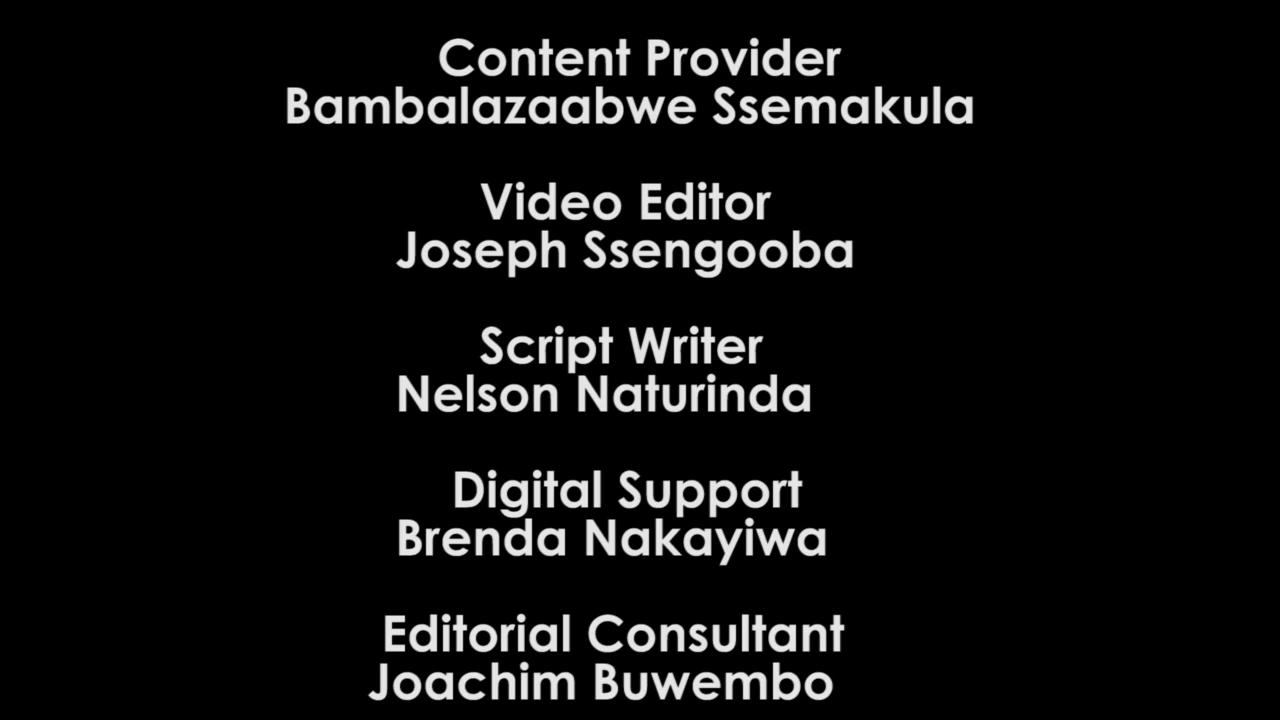 Content Provider
Bambalazaabwe Ssemakula
Video Editor
Joseph Ssengooba
Script Writer
Nelson Naturinda
Digital Support
Brenda Nakayiwa
Editorial Consultant
Joachim Buwembo